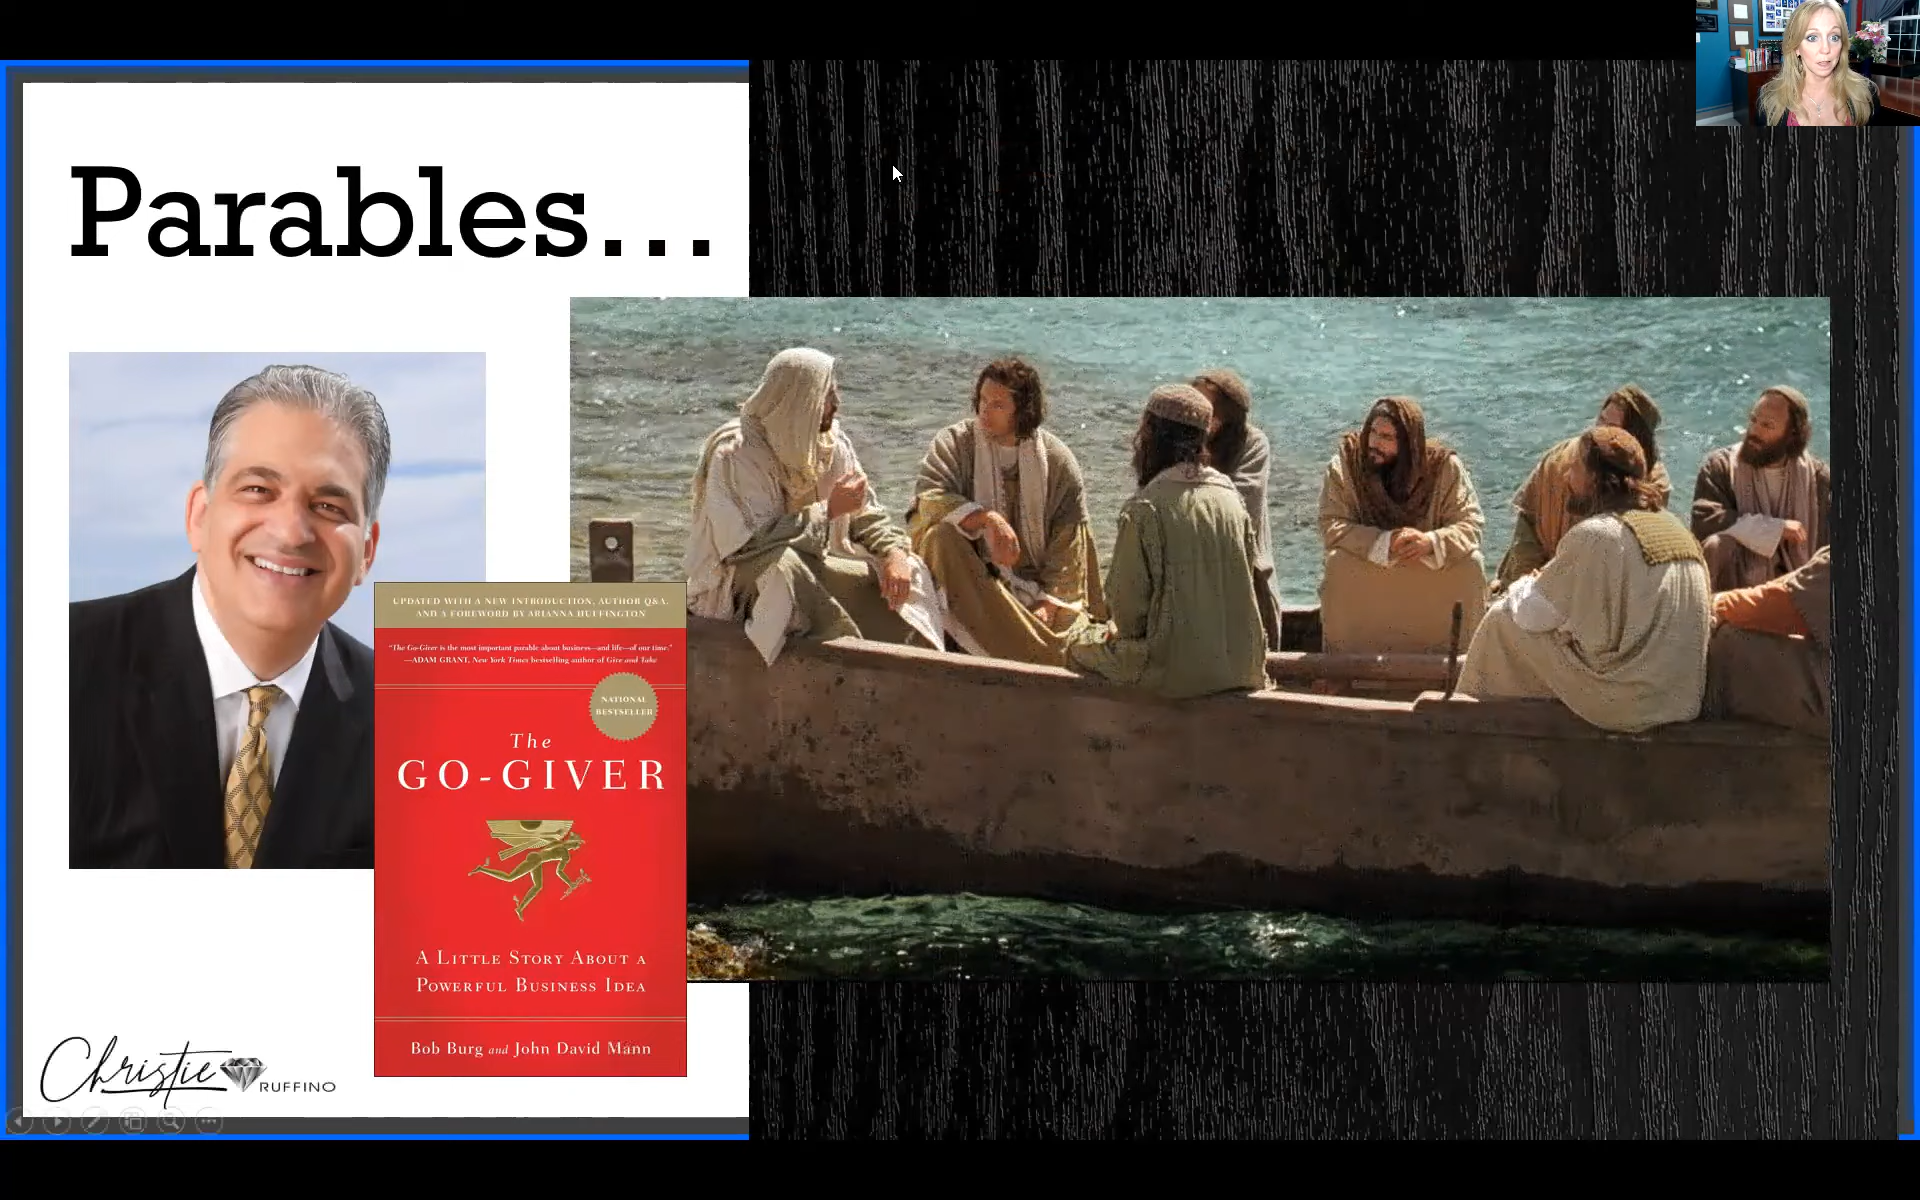 Parables...
UPDATED WITH A NEW INTRODUCTION, AUTHOR Q&A,
AND A FOREWORD BY ARIANNA HUFFINGTON
"The Go-Giver is the most important parable about business—and life—of our time."
—ADAM GRANT, New York Times bestselling author of Give and Take
NATIONAL
BESTSELLER
The
GO-GIVER
A LITTLE STORY ABOUT A
POWERFUL BUSINESS IDEA
Bob Burg and John David Mann
Christie RUFFINO